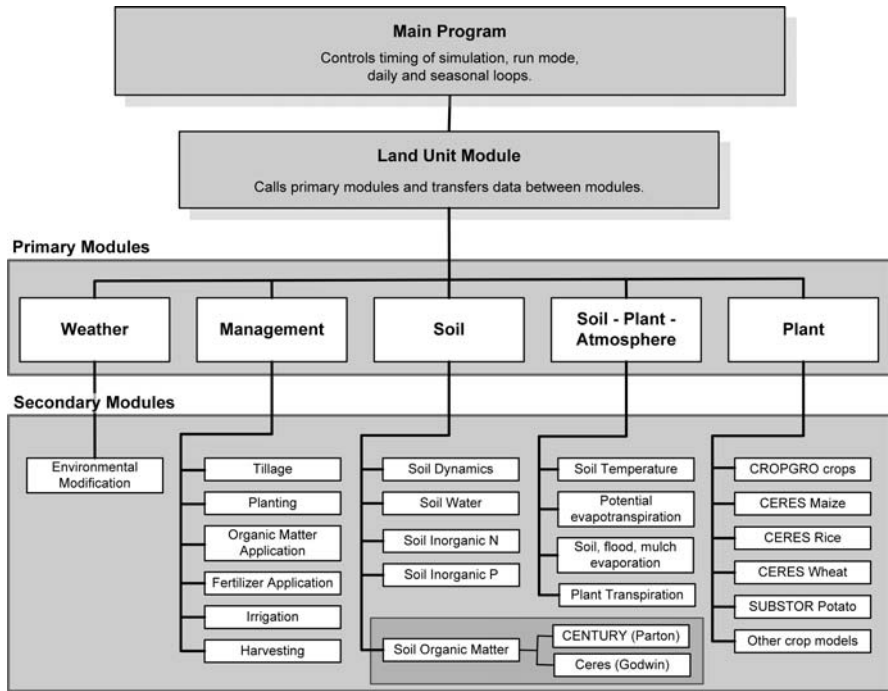 Main Program
Controls timing of simulation, run mode,
daily and seasonal loops.
Land Unit Module
Calls primary modules and transfers data between modules.
Primary Modules
Weather
Management
Soil
Soil - Plant -
Atmosphere
Plant
Secondary Modules
Environmental
Modification
Tillage
Planting
Organic Matter
Application
Fertilizer Application
Irrigation
Harvesting
Soil Dynamics
Soil Water
Soil Inorganic N
Soil Inorganic P
Soil Organic Matter
CENTURY (Parton)
Ceres (Godwin)
Soil Temperature
Potential
evapotranspiration
Soil, flood, mulch
evaporation
Plant Transpiration
CROPGRO crops
CERES Maize
CERES Rice
CERES Wheat
SUBSTOR Potato
Other crop models